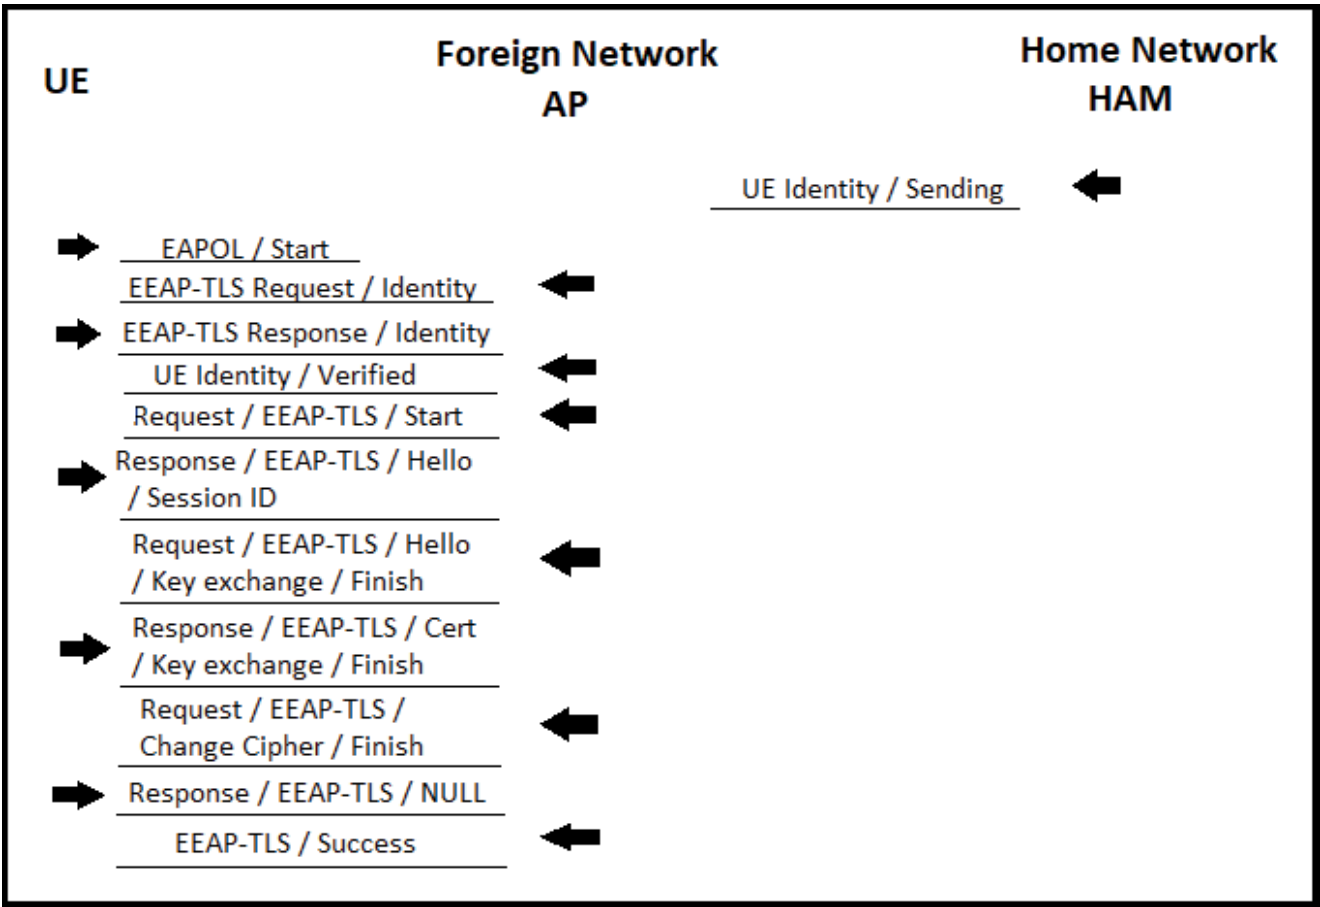 UE
Foreign Network
AP
Home Network
HAM
UE Identity / Sending
EAPOL / Start
EEAP-TLS Request / Identity
EEAP-TLS Response / Identity
UE Identity / Verified
Request / EEAP-TLS / Start
Response / EEAP-TLS / Hello
/ Session ID
Request / EEAP-TLS / Hello
/ Key exchange / Finish
Response / EEAP-TLS / Cert
/ Key exchange / Finish
Request / EEAP-TLS /
Change Cipher / Finish
Response / EEAP-TLS / NULL
EEAP-TLS / Success